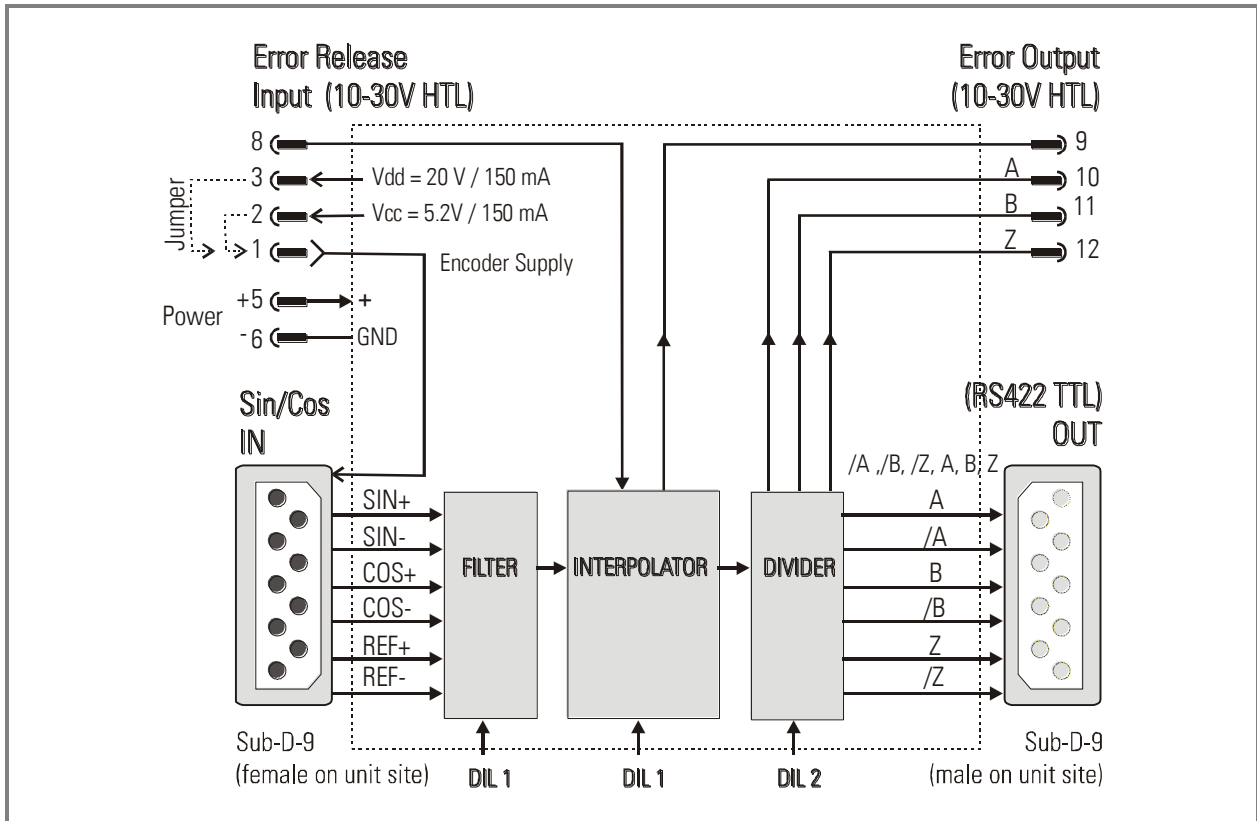 Error Release
Input (10-30V HTL)
Error Output
(10-30V HTL)
8
3
Vdd = 20 V / 150 mA
2
Vcc = 5.2V / 150 mA
1
Jumper
Encoder Supply
Power
+5
+
-6
GND
9
A
10
B
11
Z
12
Sin/Cos
IN
(RS422 TTL)
OUT
/A ,/B, /Z, A, B, Z
SIN+
SIN-
COS+
COS-
REF+
REF-
FILTER
INTERPOLATOR
DIVIDER
A
/A
B
/B
Z
/Z
Sub-D-9
(female on unit site)
DIL 1
DIL 1
DIL 2
Sub-D-9
(male on unit site)